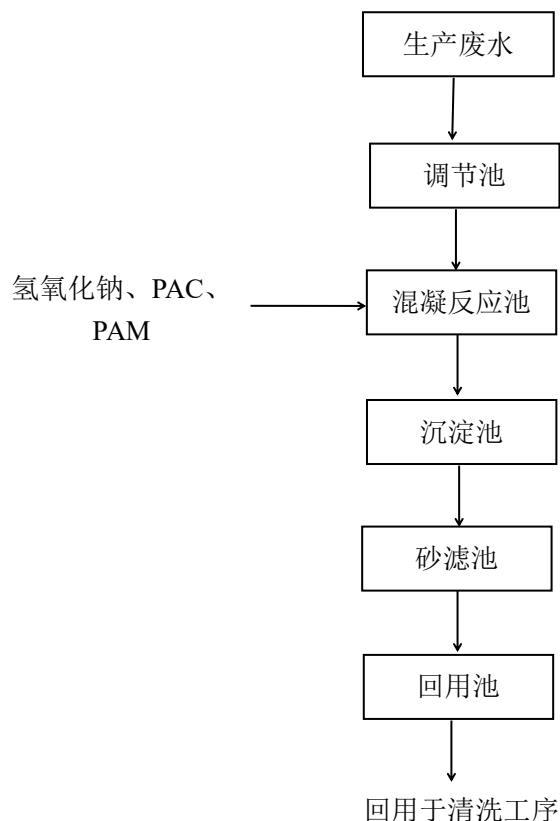 生产废水
调节池
氢氧化钠、PAC、
PAM
混凝反应池
沉淀池
砂滤池
回用池
回用于清洗工序